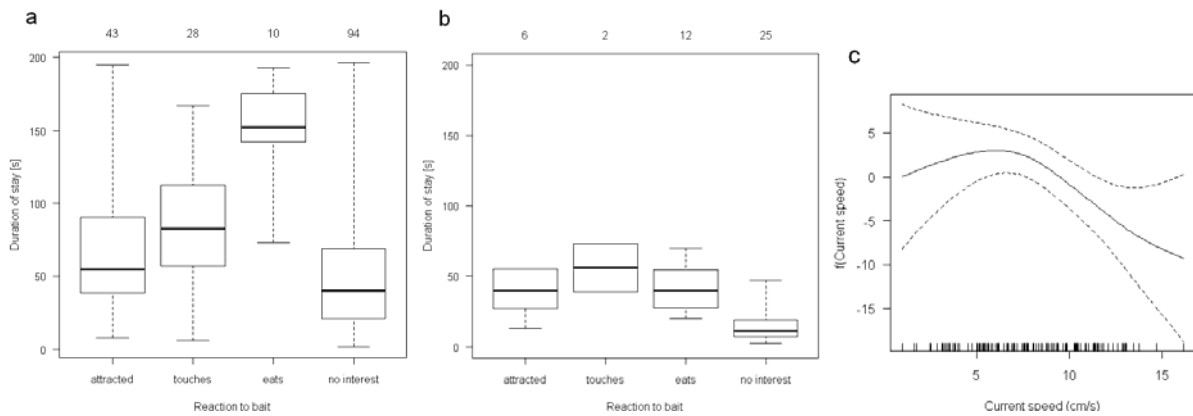 a
43 28 10 94
200
150
100
50
0
Duration of stay [s]
attracted touches eats no interest
Reaction to bait
b
6 2 12 25
200
150
100
50
0
Duration of stay [s]
attracted touches eats no interest
Reaction to bait
c
5
0
-5
-10
-15
f(Current speed)
5 10 15
Current speed (cm/s)